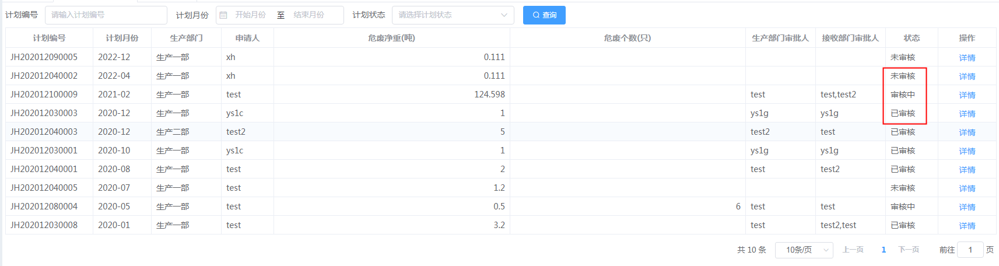 计划编号 请输入计划编号 计划月份 开始月份 至 结束月份 计划状态 请选择计划状态 查询
计划编号 计划月份 生产部门 申请人 危废净重(吨) 危废个数(只) 生产部门审批人 接收部门审批人 状态 操作
JH202012090005 2022-12 生产一部 xh 0.111 未审核 详情
JH202012040002 2022-04 生产一部 xh 0.111 未审核 详情
JH202012100009 2021-02 生产一部 test 124.598 test test,test2 审核中 详情
JH202012030003 2020-12 生产一部 ys1c 1 ys1g ys1g 已审核 详情
JH202012040003 2020-12 生产二部 test2 5 test2 test 已审核 详情
JH202012030001 2020-10 生产一部 ys1c 1 ys1g ys1g 已审核 详情
JH202012040001 2020-08 生产一部 test 2 test test2 已审核 详情
JH202012040005 2020-07 生产一部 test 1.2 未审核 详情
JH202012080004 2020-05 生产一部 test 0.5 6 test test 审核中 详情
JH202012030008 2020-01 生产一部 test 3.2 test test2,test 已审核 详情
共 10 条 10条/页 上一页 1 下一页 前往 1 页